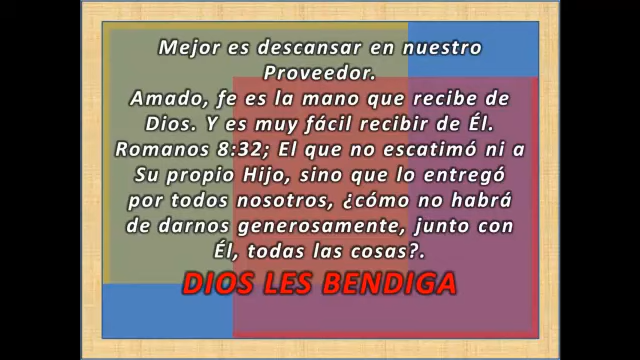 Mejor es descansar en nuestro
Proveedor.
Amado, fe es la mano que recibe de
Dios. Y es muy fácil recibir de Él.
Romanos 8:32; El que no escatimó ni a
Su propio Hijo, sino que lo entregó
por todos nosotros, ¿cómo no habrá
de darnos generosamente, junto con
Él, todas las cosas?.
DIOS LES BENDIGA